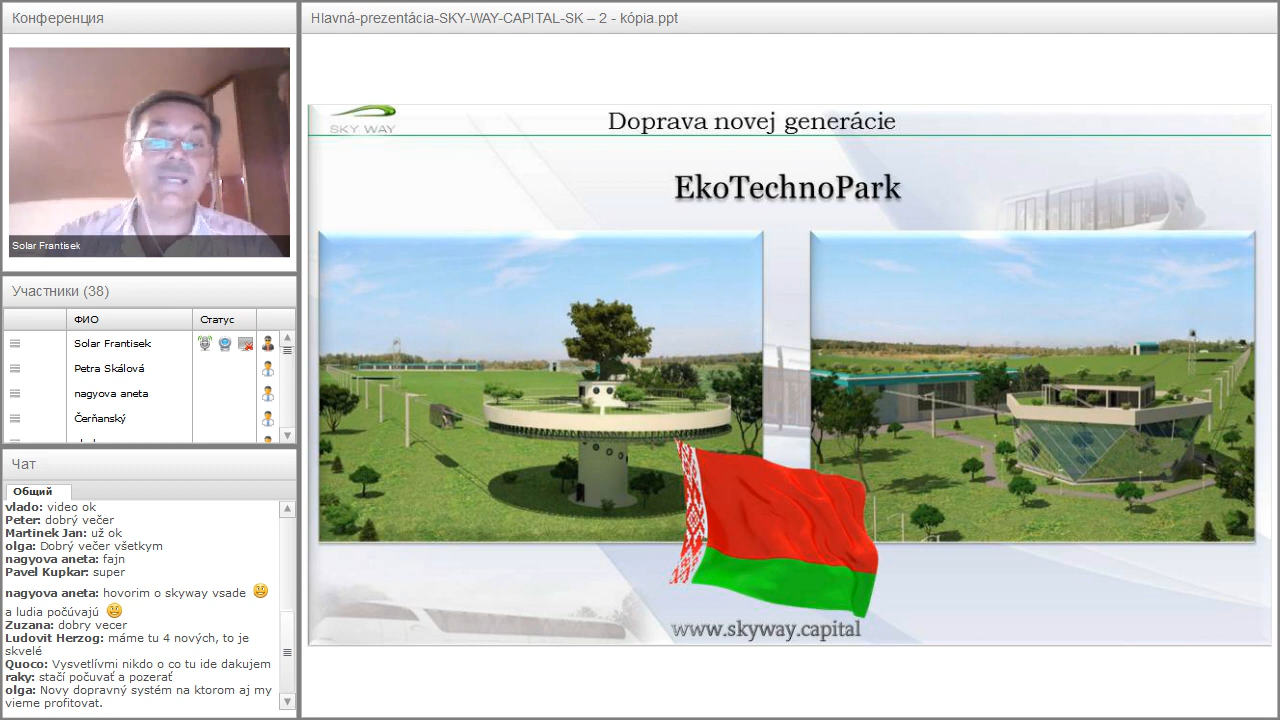 Конференция
Solar Frantisek
Участники (38)
ФИО
Статус
Solar Frantisek
Petra Skálová
nagyova aneta
Čerňanský
Чат
Общий
vlado: video ok
Peter: dobrý večer
Martinek Jan: už ok
olga: Dobrý večer všetkym
nagyova aneta: fajn
Pavel Kupkar: super
nagyova aneta: hovorim o skyway vsade
a ludia počúvajú
Zuzana: dobry vecer
Ludovit Herzog: máme tu 4 nových, to je
skvelé
Quoco: Vysvetlívmi nikdo o co tu ide dakujem
raky: stačí počuvať a pozerať
olga: Novy dopravný systém na ktorom aj my
vieme profitovat.
Hlavná-prezentácia-SKY-WAY-CAPITAL-SK – 2 - kópia.ppt
SKY WAY
Doprava novej generácie
EkoTechnoPark
www.skyway.capital